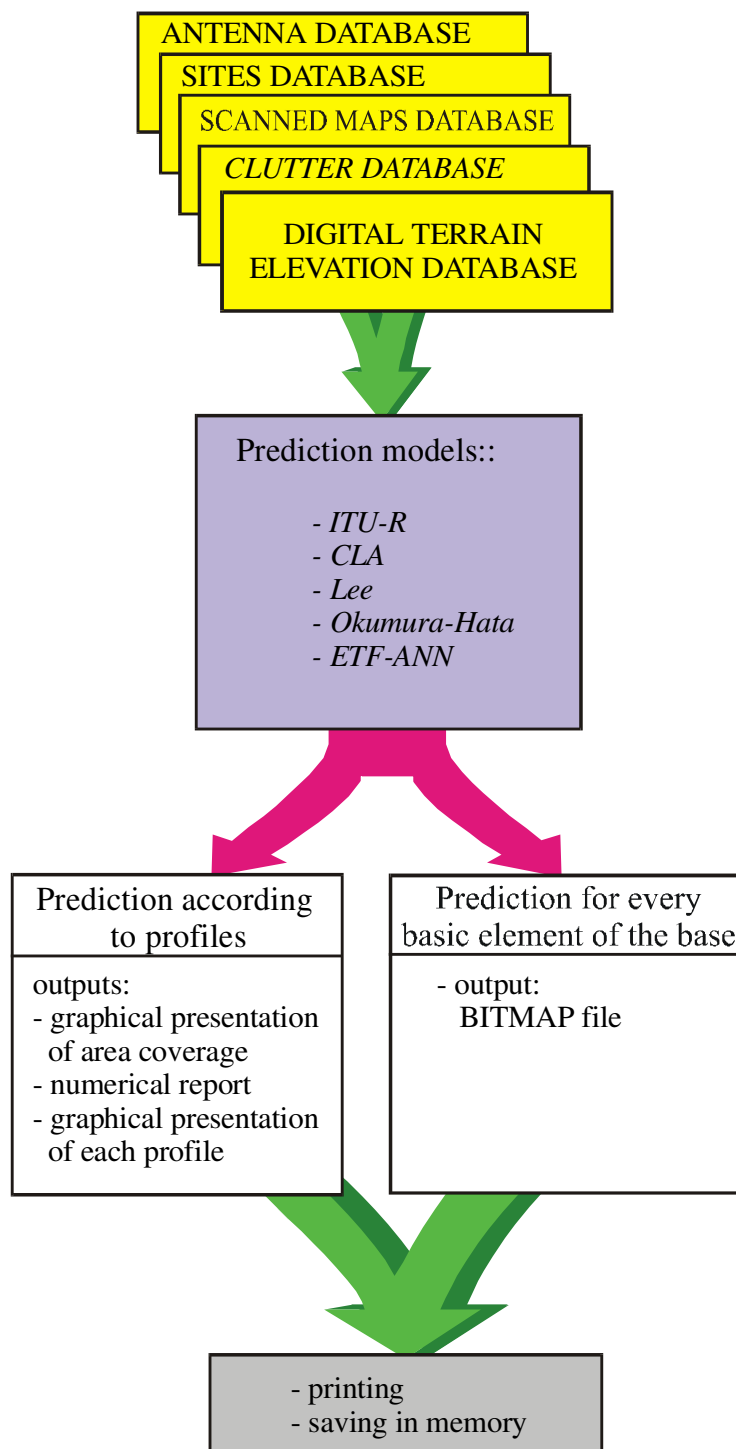 ANTENNA DATABASE
SITES DATABASE
SCANNED MAPS DATABASE
CLUTTER DATABASE
DIGITAL TERRAIN
ELEVATION DATABASE
Prediction models::
- ITU-R
- CLA
- Lee
- Okumura-Hata
- ETF-ANN
Prediction according
to profiles
outputs:
- graphical presentation
of area coverage
- numerical report
- graphical presentation
of each profile
Prediction for every
basic element of the base
- output:
BITMAP file
- printing
- saving in memory